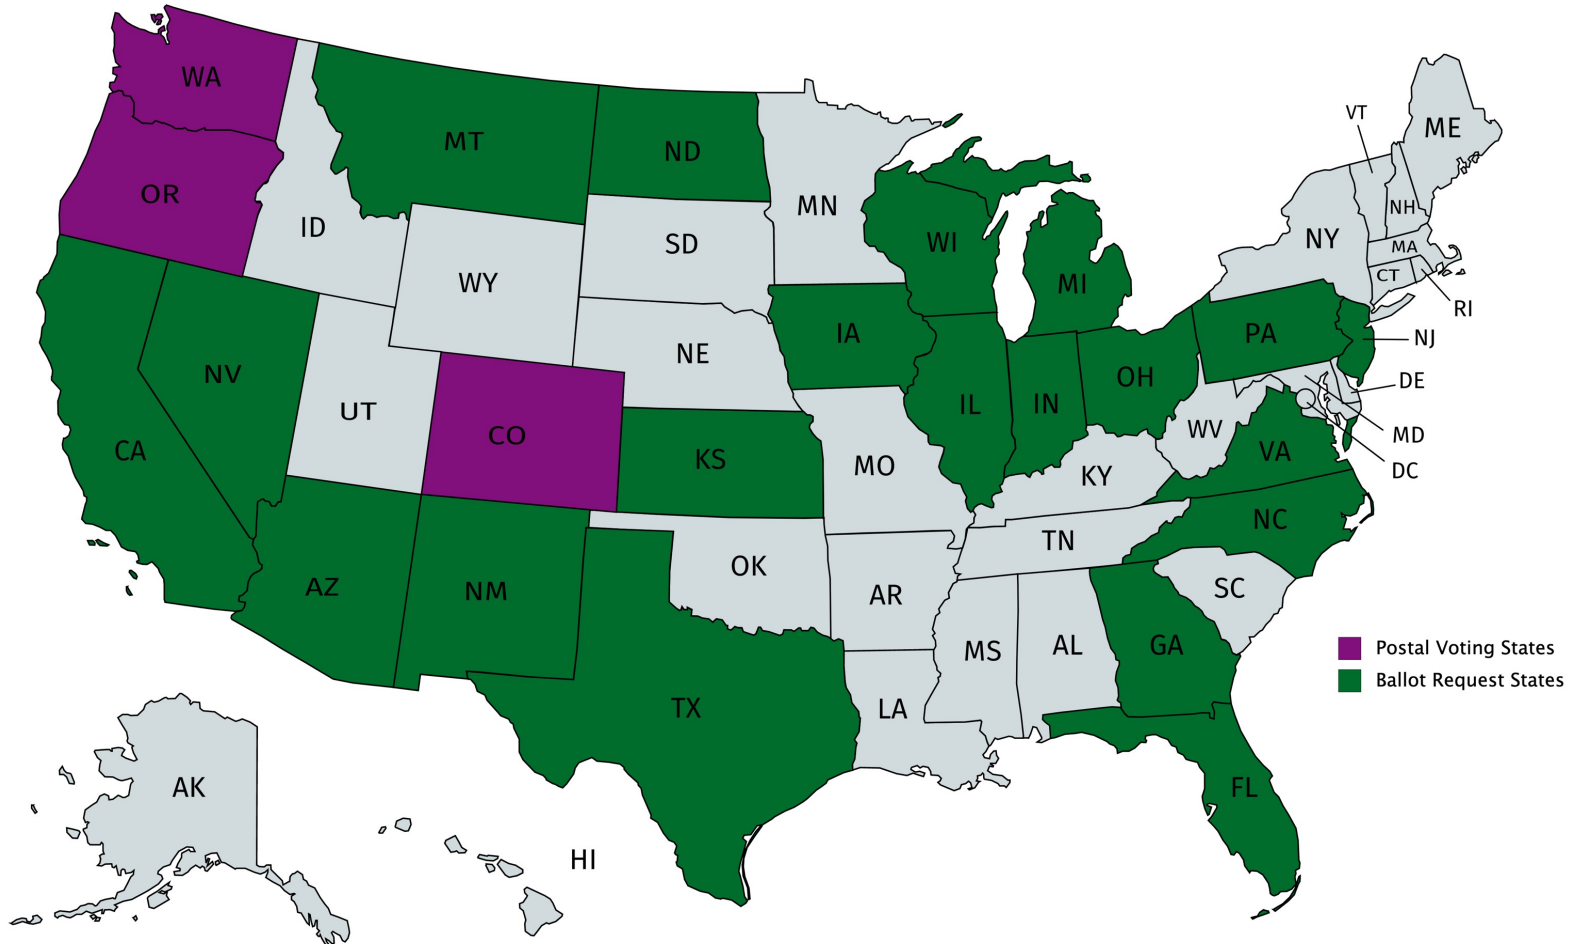 WA
MT
ND
OR
ID
MN
WI
MI
SD
WY
NE
IA
NV
UT
CO
CA
KS
MO
IL
IN
OH
PA
NY
VT
NH
ME
MA
CT
RI
NJ
DE
MD
DC
WV
VA
KY
NC
TN
SC
OK
AR
AZ
NM
TX
LA
MS
AL
GA
FL
AK
HI
Postal Voting States
Ballot Request States